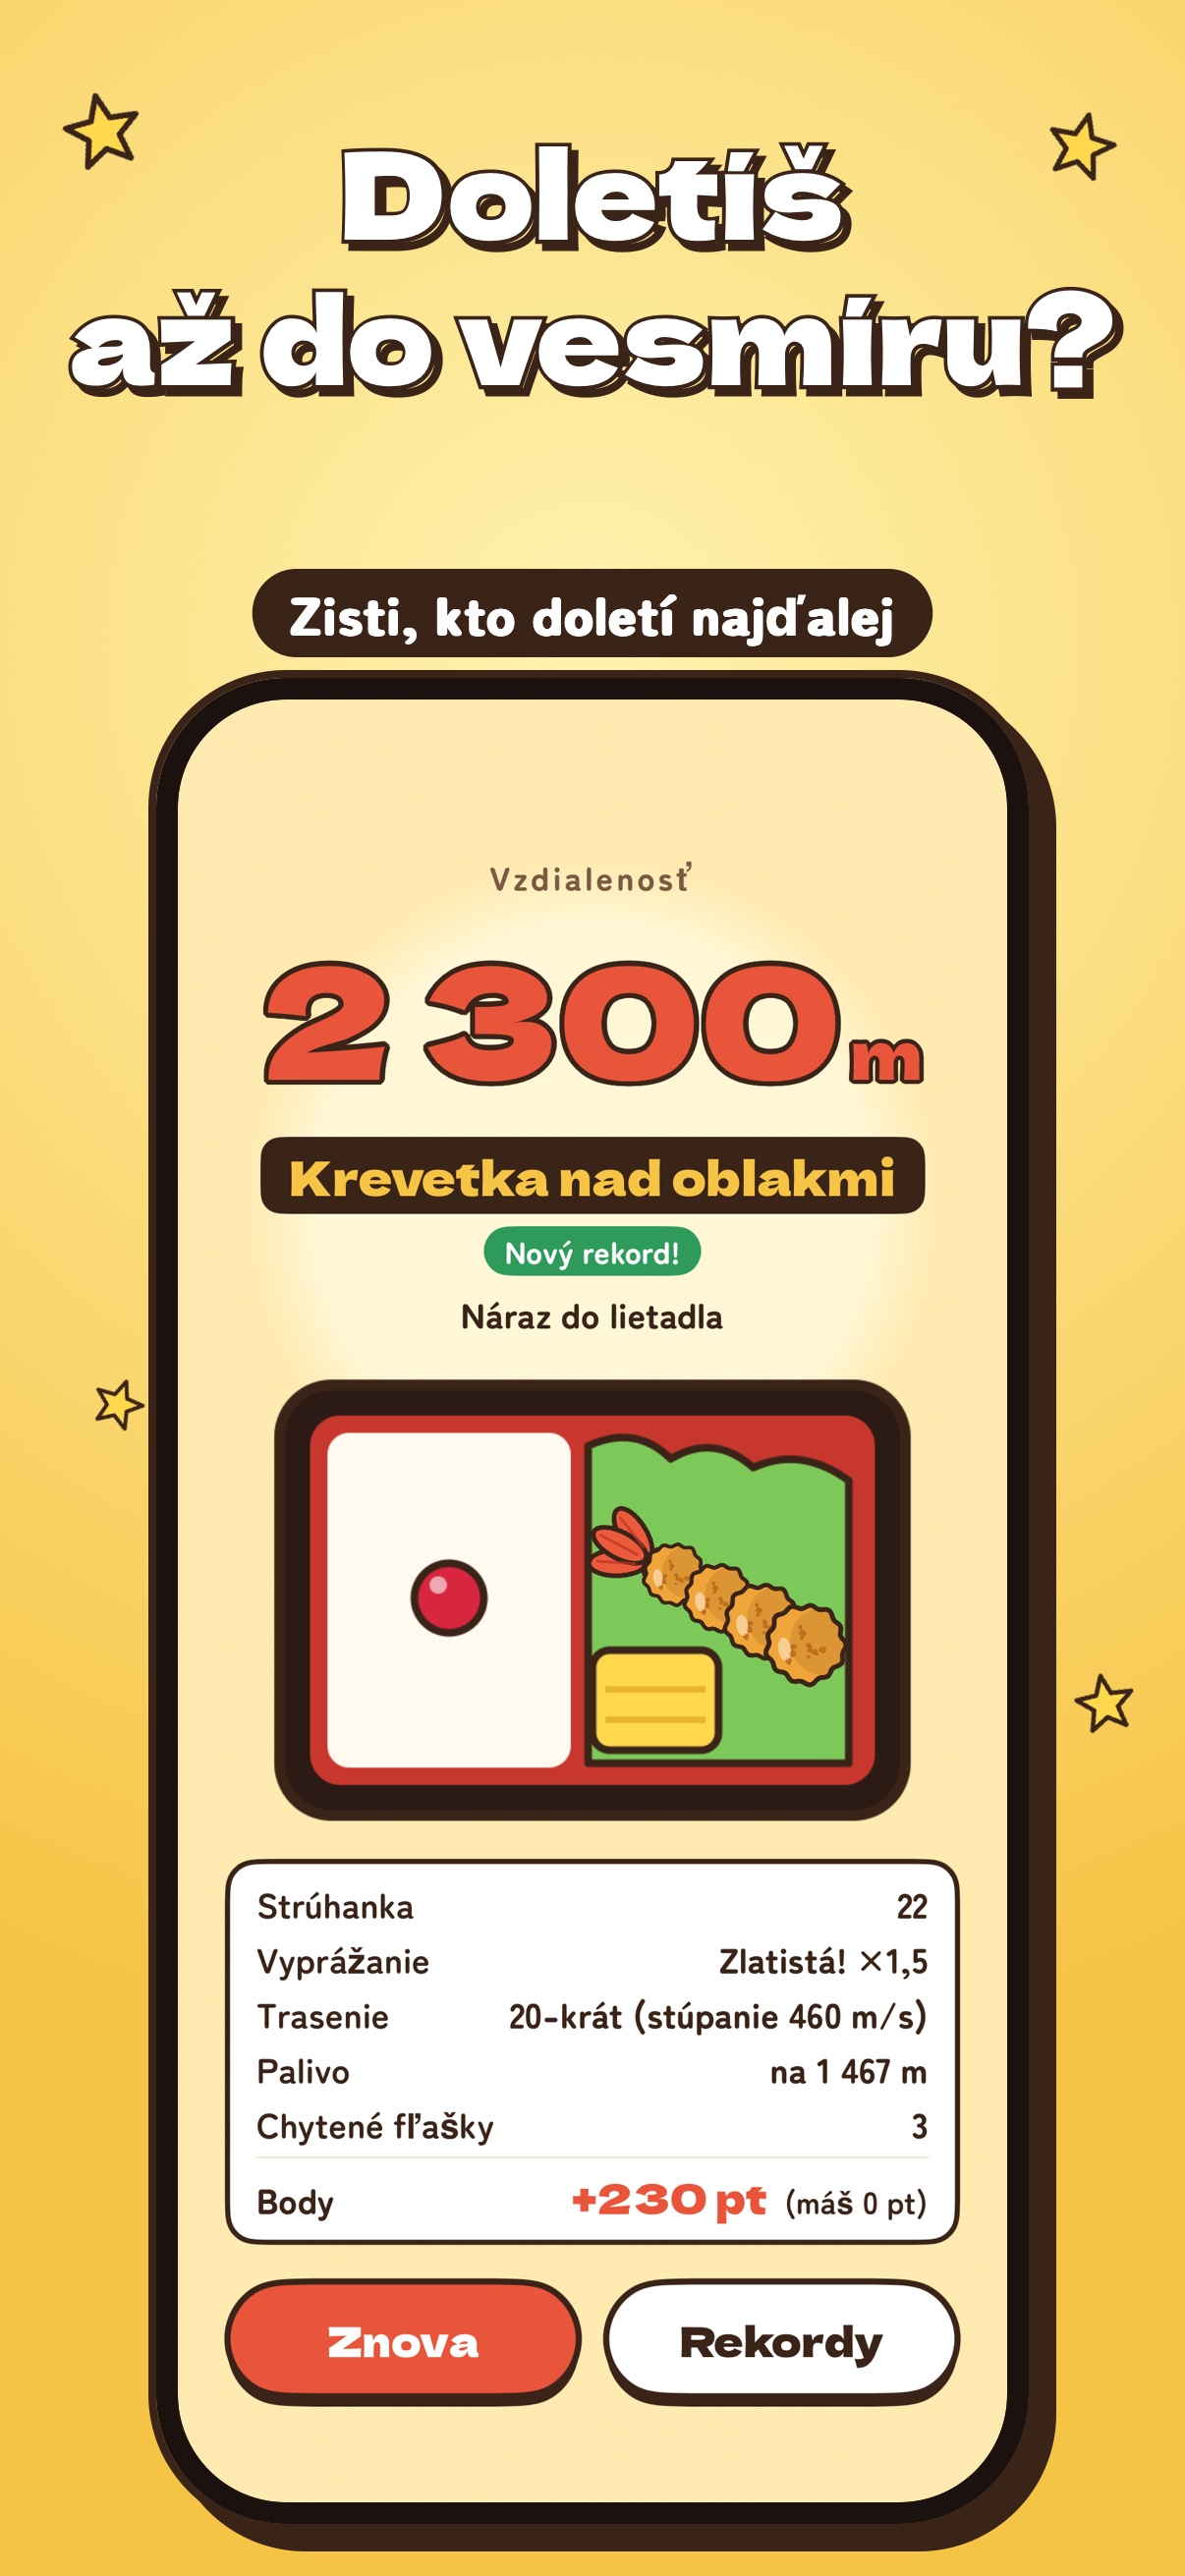 Doletíš
až do vesmíru?
Zisti, kto doletí najďalej
Vzdialenosť
2 300 m
Krevetka nad oblakmi
Nový rekord!
Náraz do lietadla
Strúhanka 22
Vyprážanie Zlatistá! ×1,5
Trasenie 20-krát (stúpanie 460 m/s)
Palivo na 1 467 m
Chytené fľašky 3
Body +230 pt (máš 0 pt)
Znova Rekordy